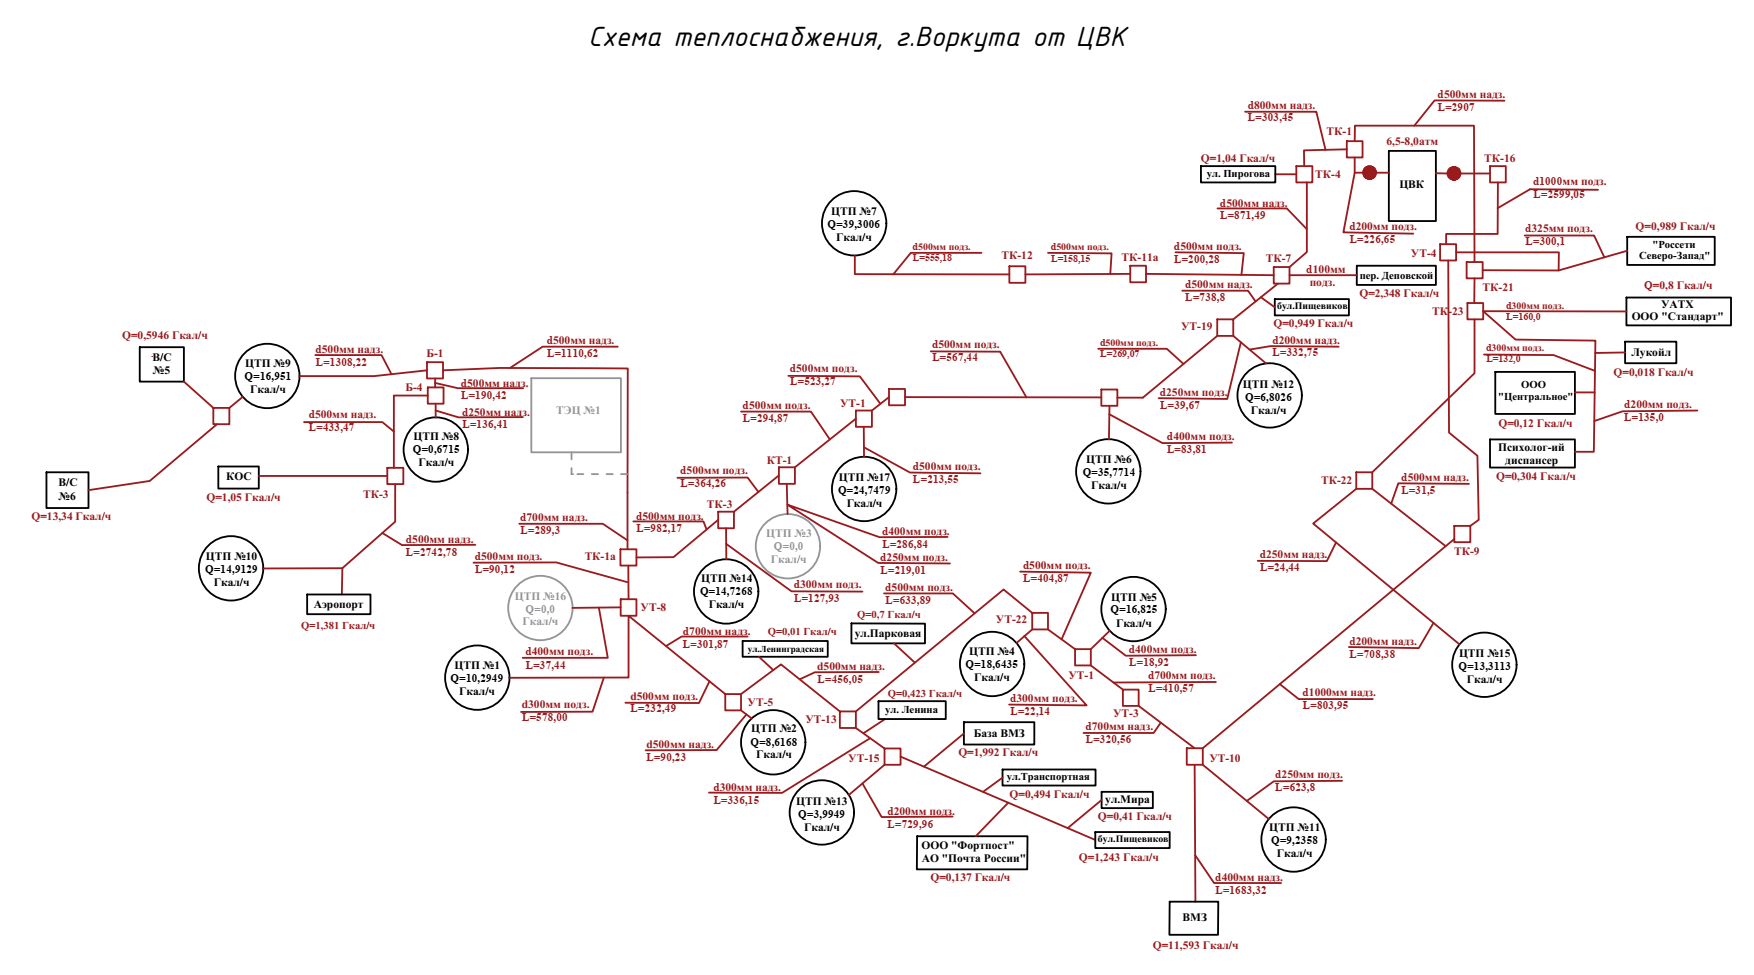 Схема теплоснабжения, г.Воркута от ЦВК
d500мм надз.
L=2907
d800мм надз.
L=303,45
ТК-1
6,5-8,0атм
ЦВК
ТК-16
Q=1,04 Гкал/ч
ул. Пирогова
ТК-4
d1000мм подз.
L=2599,05
d500мм надз.
L=871,49
d200мм подз.
L=226,65
ЦТП №7
Q=39,3006
Гкал/ч
d325мм подз.
L=300,1
Q=0,989 Гкал/ч
"Россети
Северо-Запад"
УТ-4
d500мм подз.
L=555,18
ТК-12
d500мм подз.
L=158,15
ТК-11а
d500мм подз.
L=200,28
ТК-7
d100мм
подз.
пер. Деповской
Q=2,348 Гкал/ч
ТК-21
Q=0,8 Гкал/ч
d500мм надз.
L=738,8
бул.Пищевиков
Q=0,949 Гкал/ч
ТК-23
d300мм подз.
L=160,0
УАТХ
ООО "Стандарт"
УТ-19
Q=0,5946 Гкал/ч
В/С
№5
ЦТП №9
Q=16,951
Гкал/ч
d500мм надз.
L=1308,22
Б-1
d500мм надз.
L=1110,62
d500мм подз.
L=567,44
d500мм подз.
L=269,07
d200мм надз.
L=332,75
d300мм подз.
L=132,0
Лукойл
Q=0,018 Гкал/ч
Б-4
d500мм надз.
L=190,42
d250мм надз.
L=136,41
ТЭЦ №1
d500мм подз.
L=523,27
d250мм подз.
L=39,67
ЦТП №12
Q=6,8026
Гкал/ч
ООО
"Центральное"
Q=0,12 Гкал/ч
d200мм подз.
L=135,0
d500мм надз.
L=433,47
d500мм подз.
L=294,87
УТ-1
ЦТП №8
Q=0,6715
Гкал/ч
d400мм подз.
L=83,81
Психолог-ий
диспансер
Q=0,304 Гкал/ч
КОС
Q=1,05 Гкал/ч
ТК-3
В/С
№6
Q=13,34 Гкал/ч
d500мм подз.
L=364,26
КТ-1
ЦТП №17
Q=24,7479
Гкал/ч
d500мм подз.
L=213,55
ЦТП №6
Q=35,7714
Гкал/ч
ТК-22
d500мм надз.
L=31,5
ТК-3
d500мм подз.
L=982,17
d700мм надз.
L=289,3
ЦТП №3
Q=0,0
Гкал/ч
d400мм подз.
L=286,84
d250мм подз.
L=219,01
ТК-9
d500мм надз.
L=2742,78
ЦТП №10
Q=14,9129
Гкал/ч
d500мм подз.
L=90,12
ТК-1а
d250мм надз.
L=24,44
ЦТП №14
Q=14,7268
Гкал/ч
d300мм подз.
L=127,93
d500мм подз.
L=633,89
d500мм подз.
L=404,87
ЦТП №5
Q=16,825
Гкал/ч
Аэропорт
Q=1,381 Гкал/ч
ЦТП №16
Q=0,0
Гкал/ч
УТ-8
Q=0,7 Гкал/ч
ул.Парковая
УТ-22
d700мм надз.
L=301,87
Q=0,01 Гкал/ч
ул.Ленинградская
d400мм подз.
L=37,44
ЦТП №1
Q=10,2949
Гкал/ч
d500мм надз.
L=456,05
ЦТП №4
Q=18,6435
Гкал/ч
УТ-1
d400мм подз.
L=18,92
d700мм подз.
L=410,57
d200мм подз.
L=708,38
ЦТП №15
Q=13,3113
Гкал/ч
d300мм подз.
L=578,00
d500мм подз.
L=232,49
УТ-5
Q=0,423 Гкал/ч
ул. Ленина
d300мм подз.
L=22,14
УТ-3
d1000мм надз.
L=803,95
УТ-13
d500мм надз.
L=90,23
ЦТП №2
Q=8,6168
Гкал/ч
База ВМЗ
Q=1,992 Гкал/ч
d700мм надз.
L=320,56
УТ-15
УТ-10
d300мм надз.
L=336,15
ЦТП №13
Q=3,9949
Гкал/ч
d200мм подз.
L=729,96
ул.Транспортная
Q=0,494 Гкал/ч
ул.Мира
Q=0,41 Гкал/ч
d250мм подз.
L=623,8
ЦТП №11
Q=9,2358
Гкал/ч
ООО "Фортпост"
АО "Почта России"
Q=0,137 Гкал/ч
бул.Пищевиков
Q=1,243 Гкал/ч
d400мм надз.
L=1683,32
ВМЗ
Q=11,593 Гкал/ч